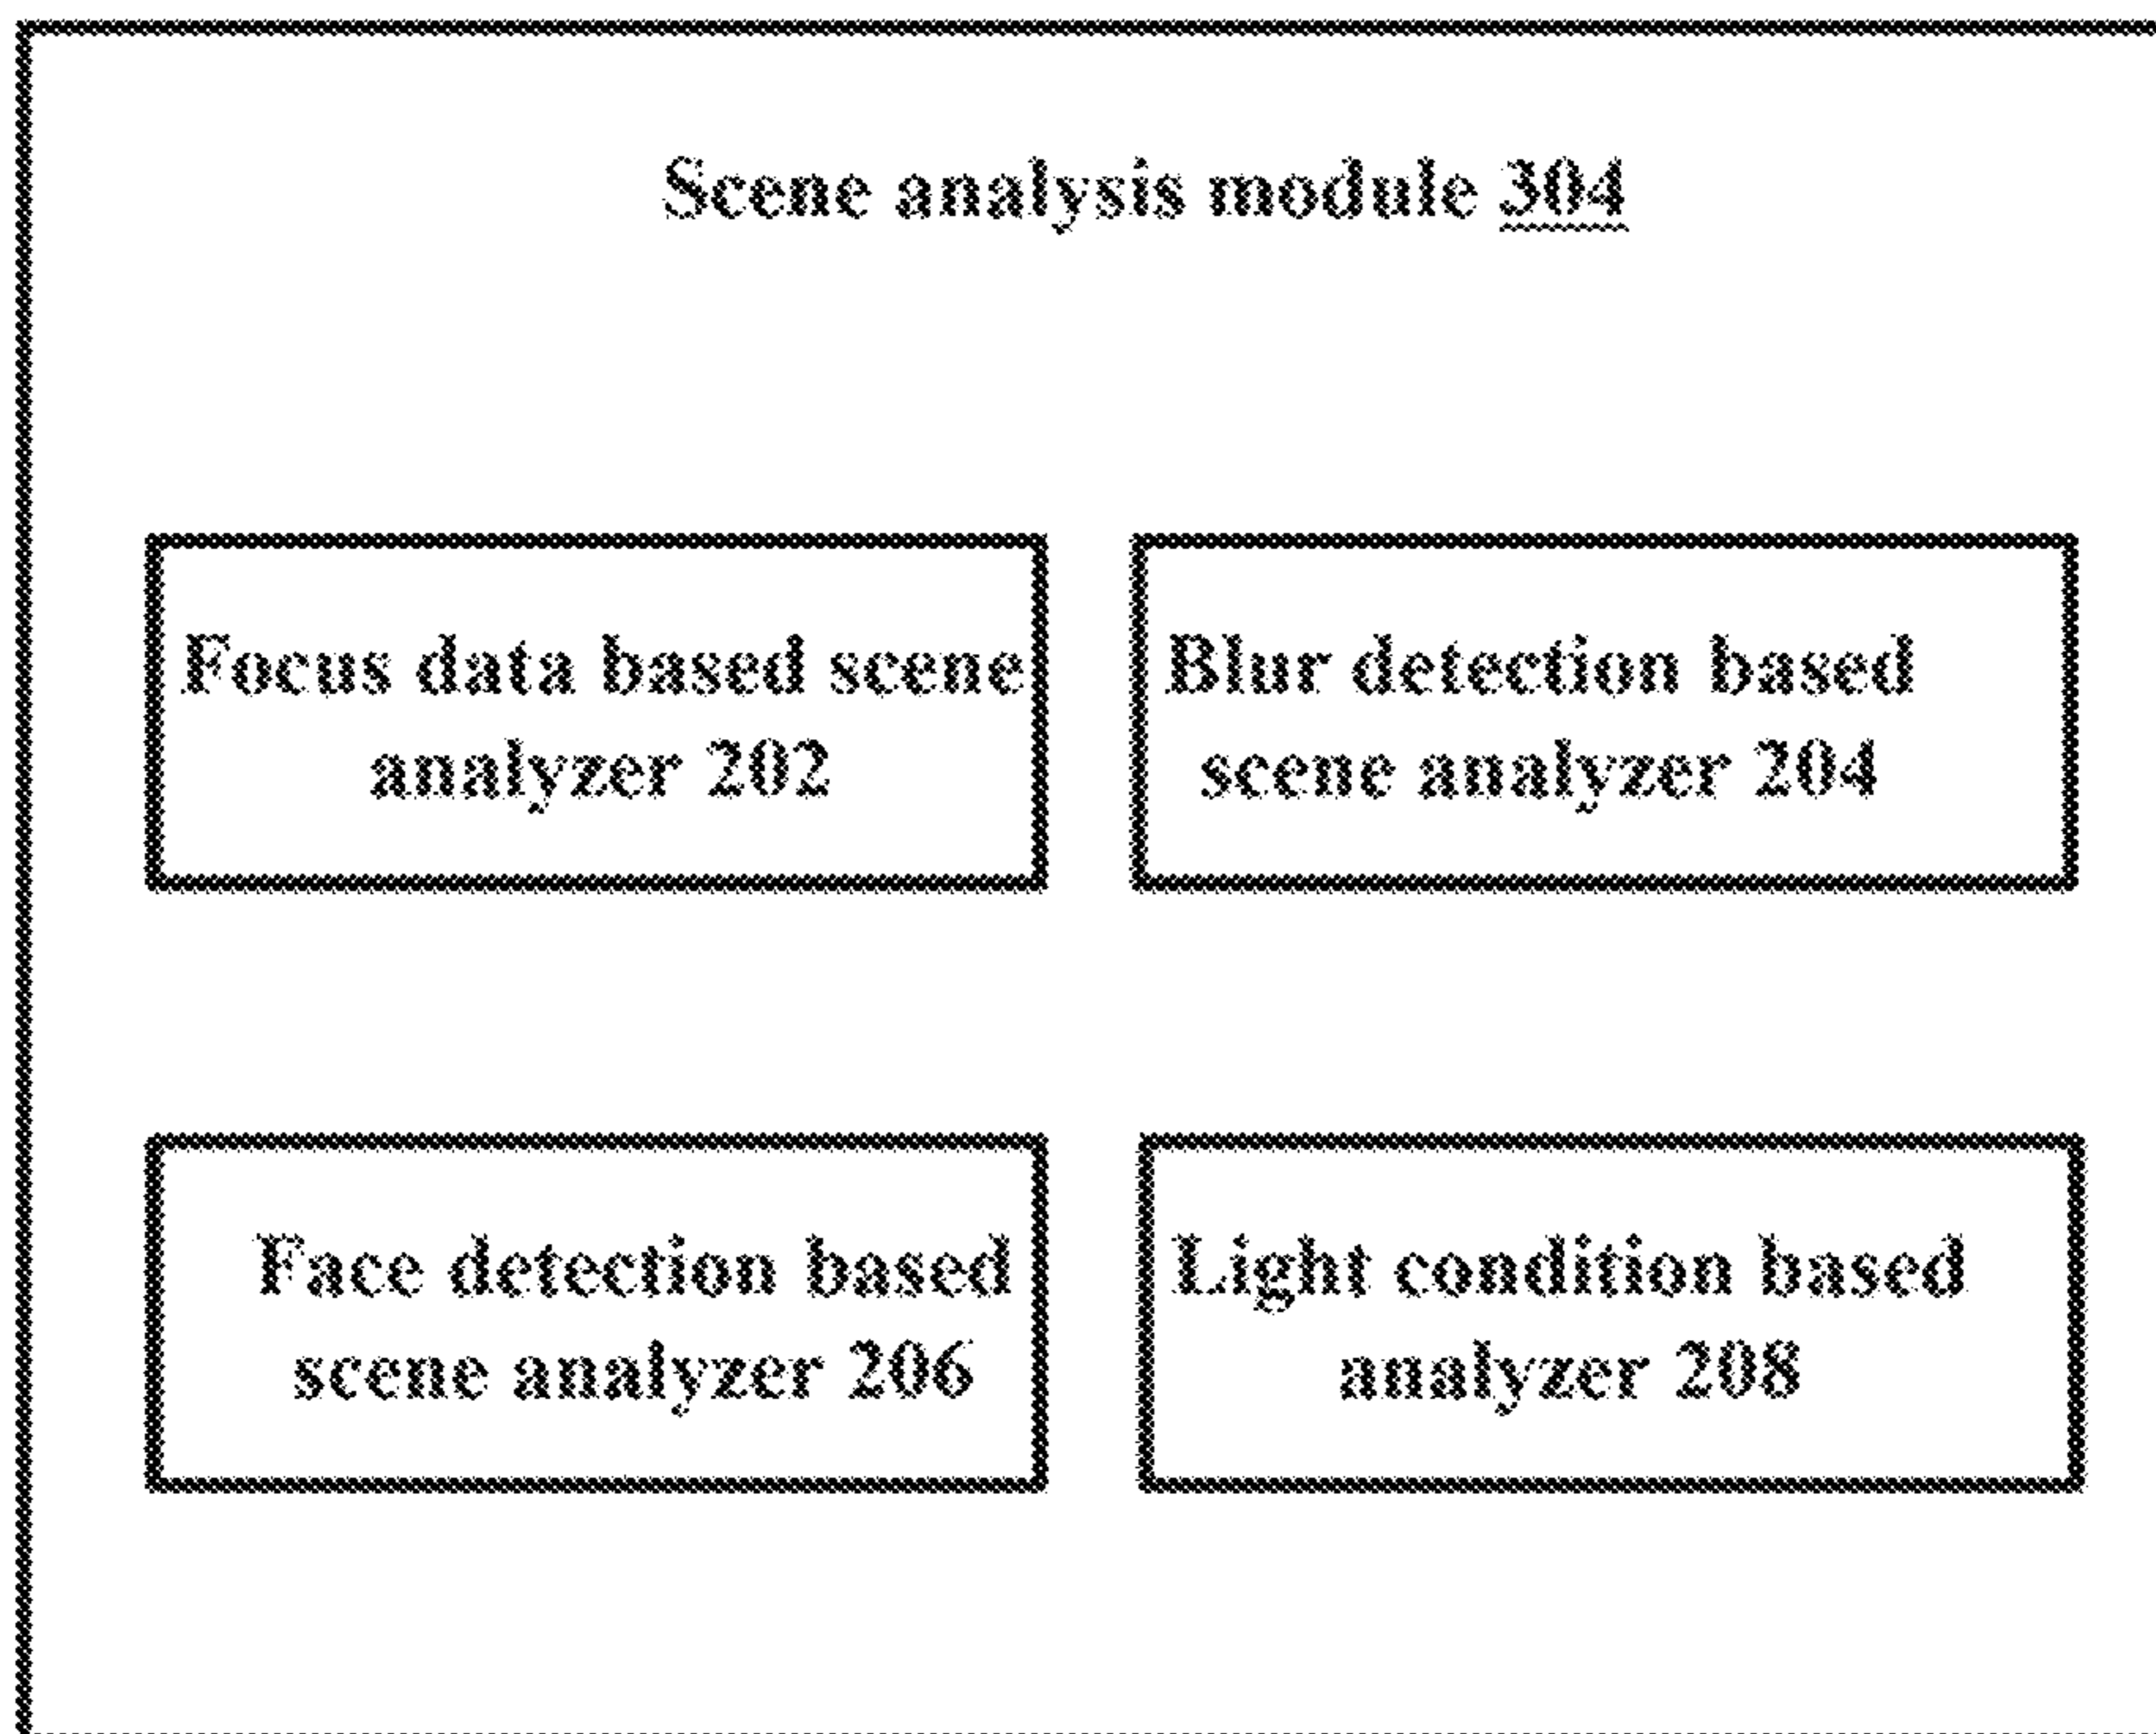 Scene analysis module 304
Focus data based scene
analyzer 202
Blur detection based
scene analyzer 204
Face detection based
scene analyzer 206
Light condition based
analyzer 208